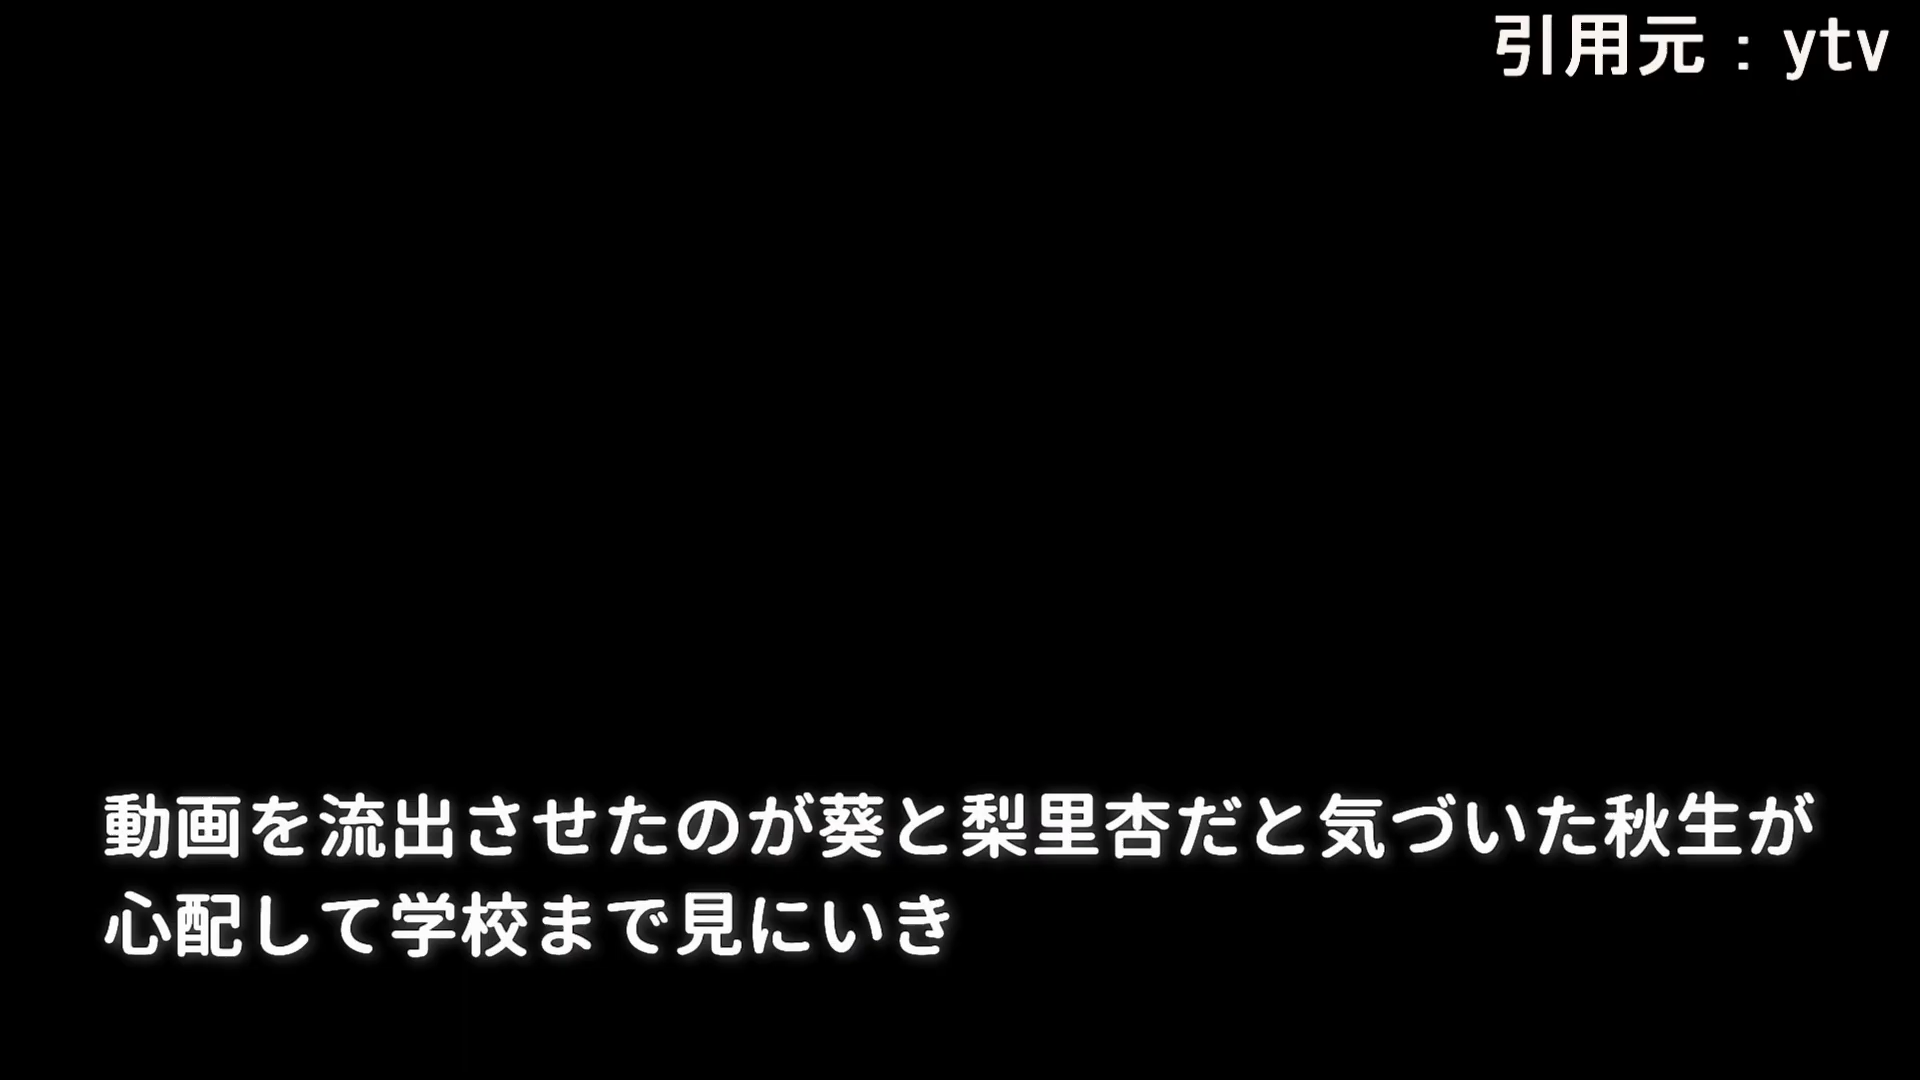 引用元：ytv
動画を流出させたのが葵と梨里杏だと気づいた秋生が
心配して学校まで見にいき